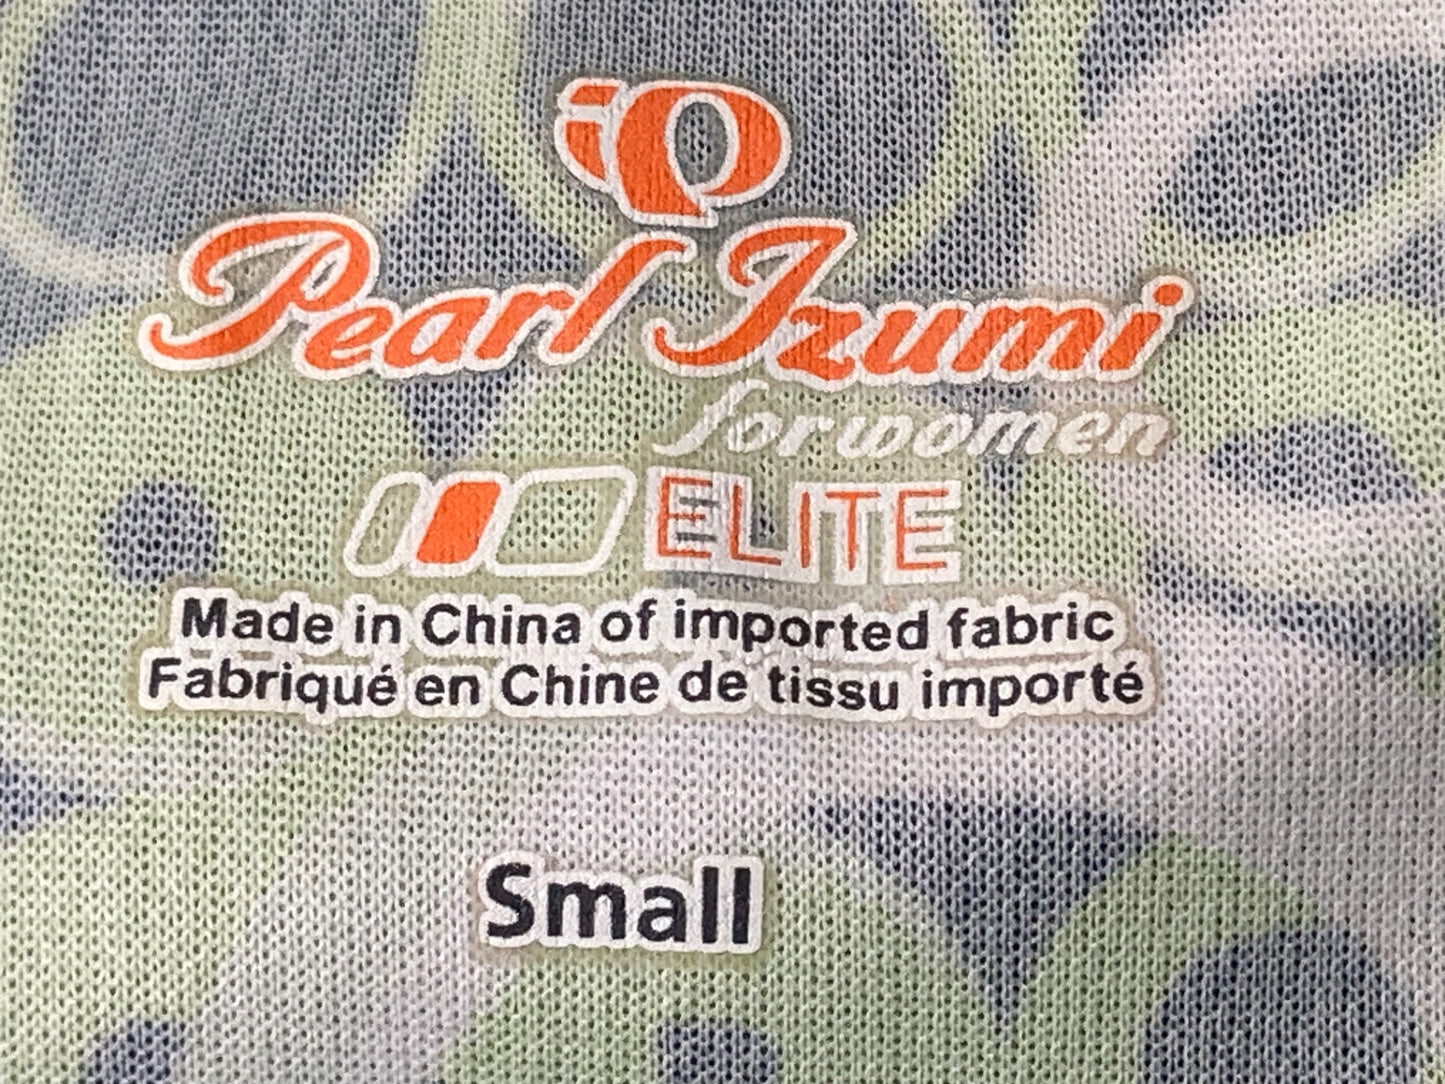 Pearl Izumi
for women
ELITE
Made in China of imported fabric
Fabriqué en Chine de tissu importé
Small